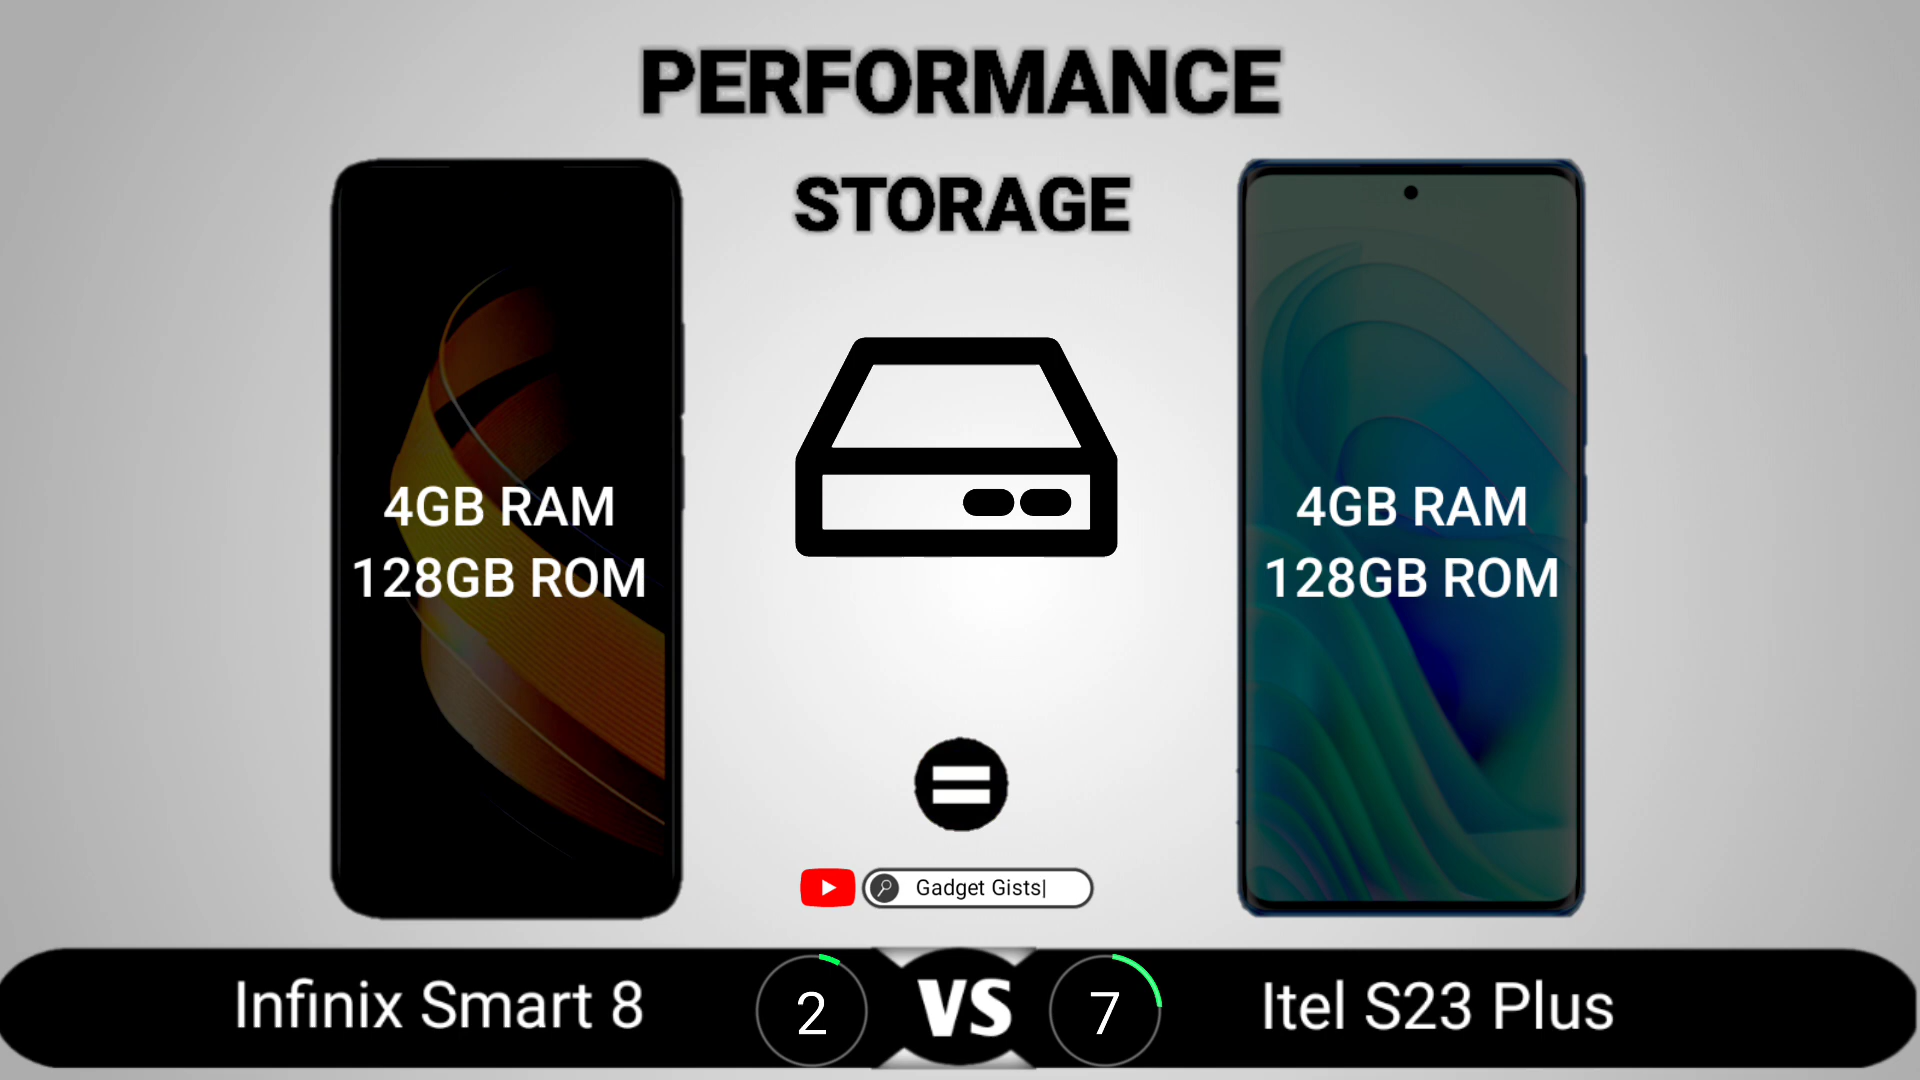 PERFORMANCE
STORAGE
4GB RAM
128GB ROM
4GB RAM
128GB ROM
Gadget Gists|
Infinix Smart 8
2
VS
7
Itel S23 Plus